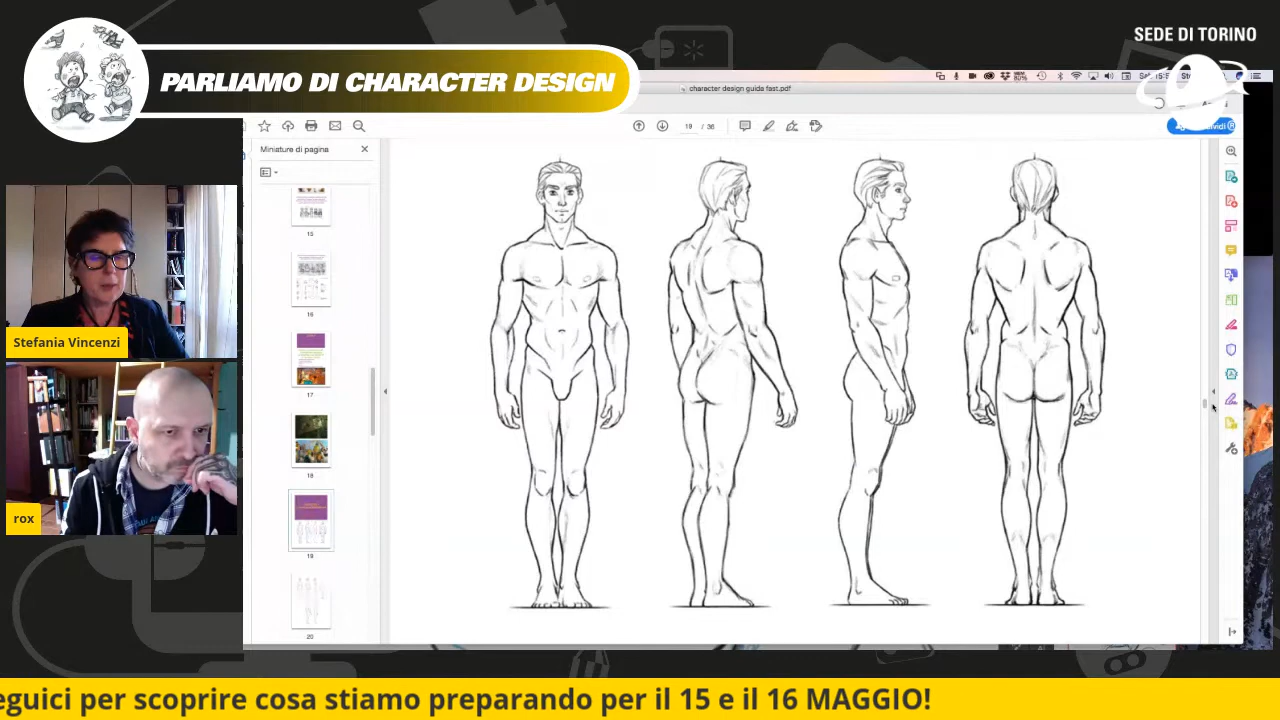 SEDE DI TORINO
PARLIAMO DI CHARACTER DESIGN
character design guida fast.pdf
19 / 36
Miniature di pagina
15
16
17
18
19
20
Stefania Vincenzi
rox
eguici per scoprire cosa stiamo preparando per il 15 e il 16 MAGGIO!